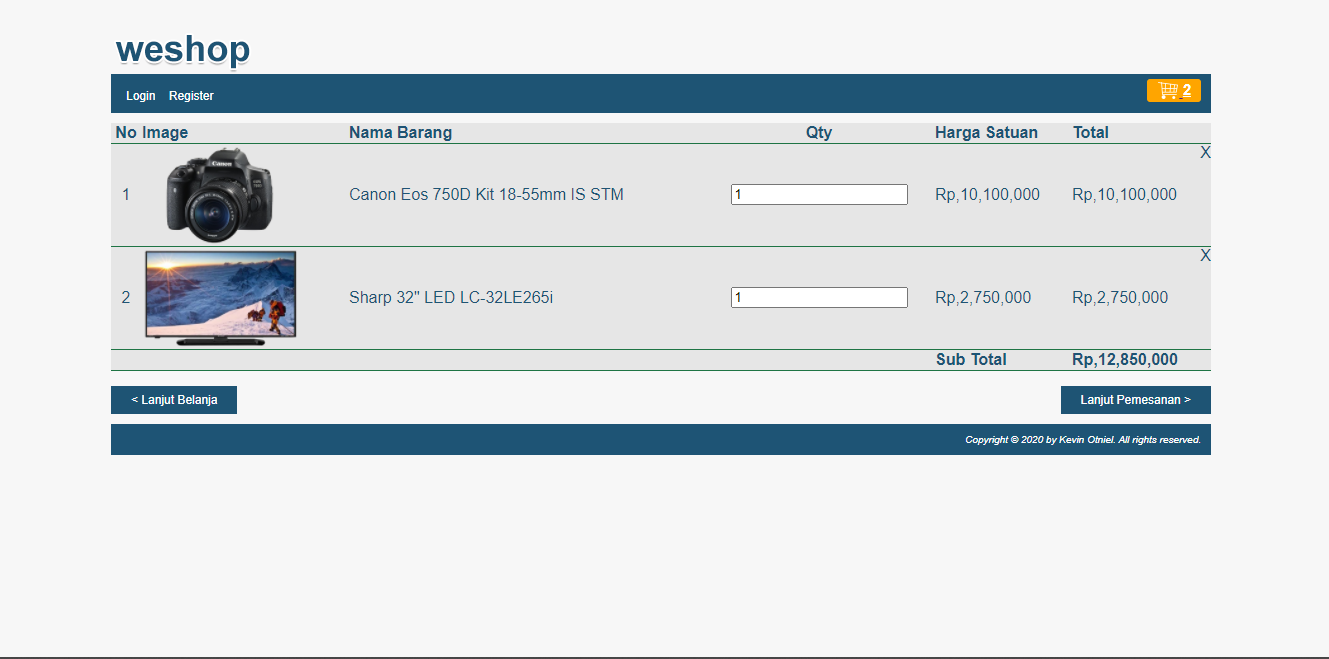 weshop
Login Register 2
No Image Nama Barang Qty Harga Satuan Total
X
Canon
1 Canon Eos 750D Kit 18-55mm IS STM 1 Rp,10,100,000 Rp,10,100,000
X
2 Sharp 32" LED LC-32LE265i 1 Rp,2,750,000 Rp,2,750,000
Sub Total Rp,12,850,000
< Lanjut Belanja Lanjut Pemesanan >
Copyright © 2020 by Kevin Otniel. All rights reserved.